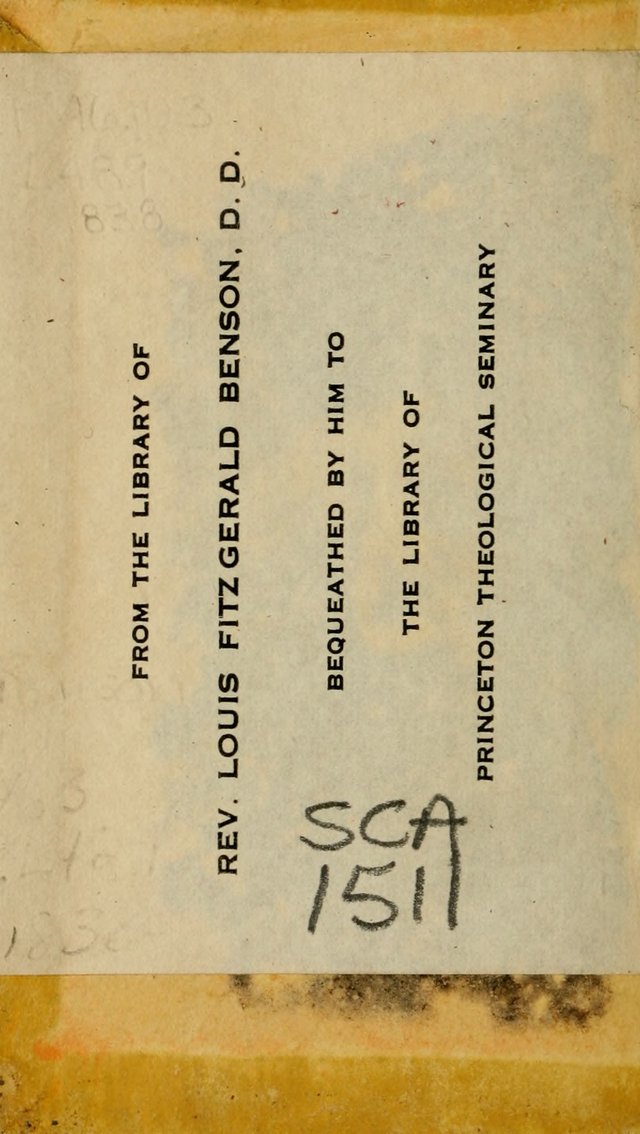 FROM THE LIBRARY OF
REV. LOUIS FITZGERALD BENSON, D. D.
BEQUEATHED BY HIM TO
THE LIBRARY OF
PRINCETON THEOLOGICAL SEMINARY
SCA
1511
838